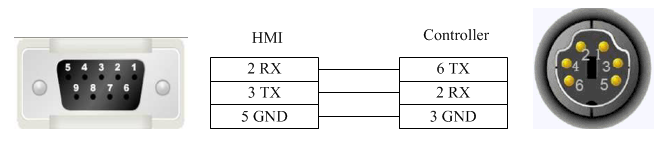 HMI
Controller
5 4 3 2 1
9 8 7 6
2 RX
6 TX
3 TX
2 RX
5 GND
3 GND
2 1
4 3
6 5